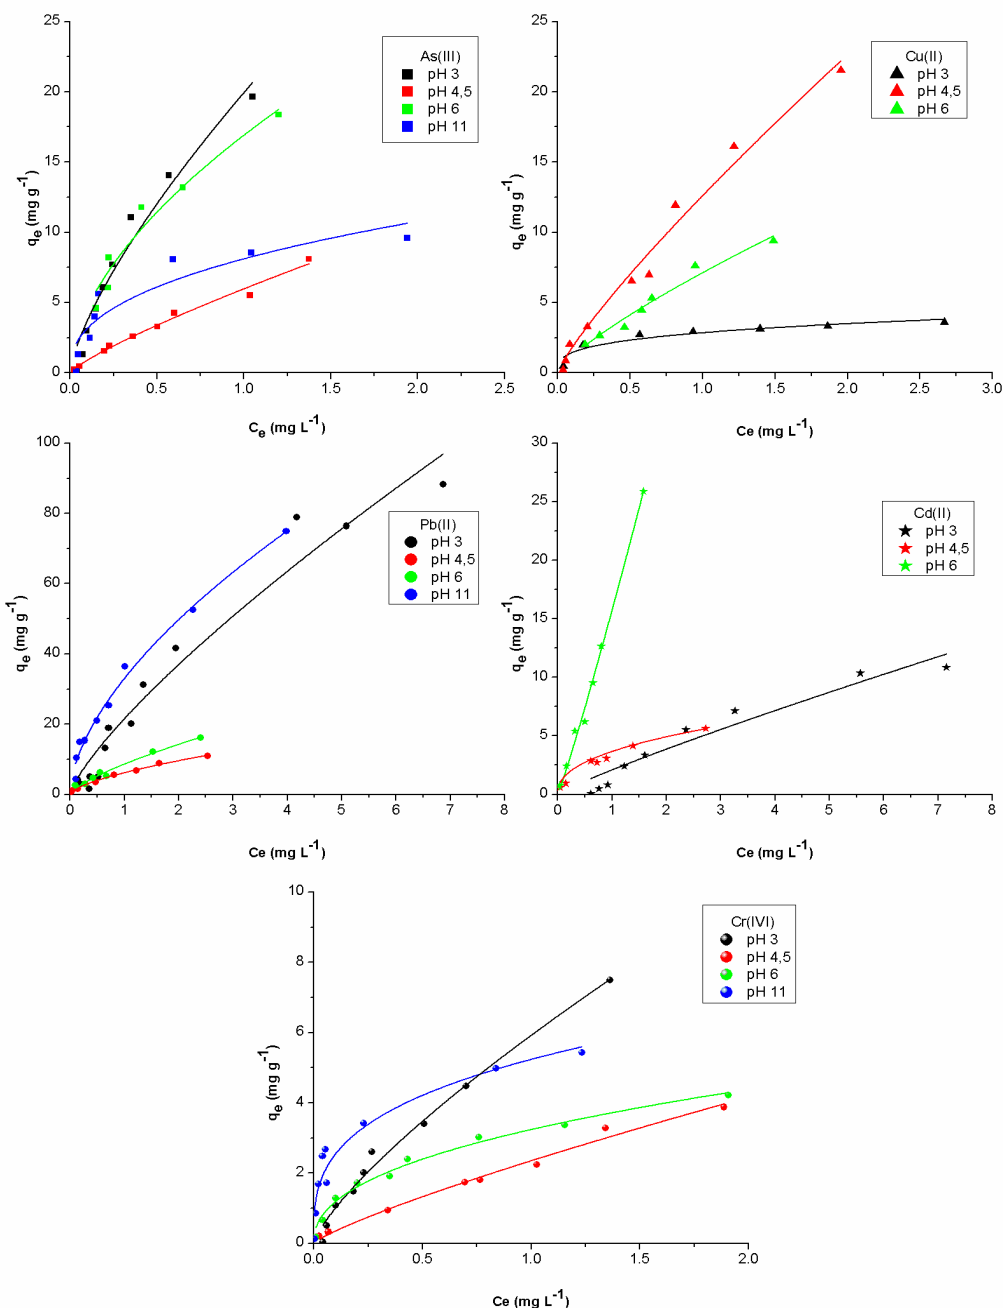 As(III)
pH 3
pH 4,5
pH 6
pH 11
25
20
15
10
5
0
0.0 0.5 1.0 1.5 2.0 2.5
qe (mg g-1)
Ce (mg L-1)
Cu(II)
pH 3
pH 4,5
pH 6
25
20
15
10
5
0
0.0 0.5 1.0 1.5 2.0 2.5 3.0
qe (mg g-1)
Ce (mg L-1)
Pb(II)
pH 3
pH 4,5
pH 6
pH 11
100
80
60
40
20
0
0 1 2 3 4 5 6 7 8
qe (mg g-1)
Ce (mg L-1)
Cd(II)
pH 3
pH 4,5
pH 6
30
25
20
15
10
5
0
0 1 2 3 4 5 6 7 8
qe (mg g-1)
Ce (mg L-1)
Cr(IVI)
pH 3
pH 4,5
pH 6
pH 11
10
8
6
4
2
0
0.0 0.5 1.0 1.5 2.0
qe (mg g-1)
Ce (mg L-1)